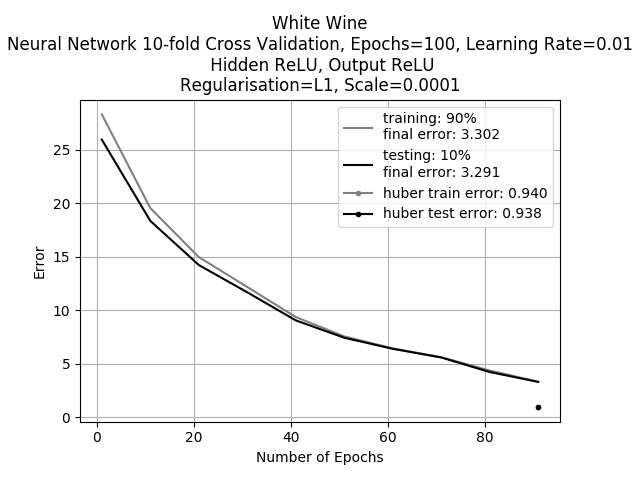 White Wine
Neural Network 10-fold Cross Validation, Epochs=100, Learning Rate=0.01
Hidden ReLU, Output ReLU
Regularisation=L1, Scale=0.0001
training: 90%
final error: 3.302
testing: 10%
final error: 3.291
huber train error: 0.940
huber test error: 0.938
Error
25
20
15
10
5
0
0 20 40 60 80
Number of Epochs